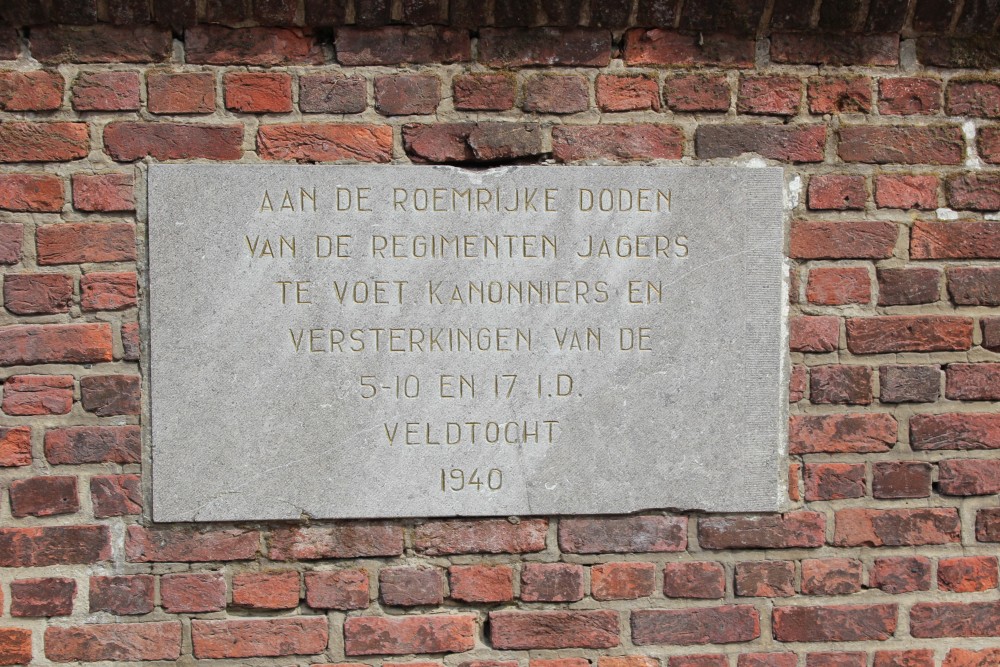 AAN DE ROEMRIJKE DODEN
VAN DE REGIMENTEN JAGERS
TE VOET KANONNIERS EN
VERSTERKINGEN VAN DE
5-10 EN 17 I.D.
VELDTOCHT
1940